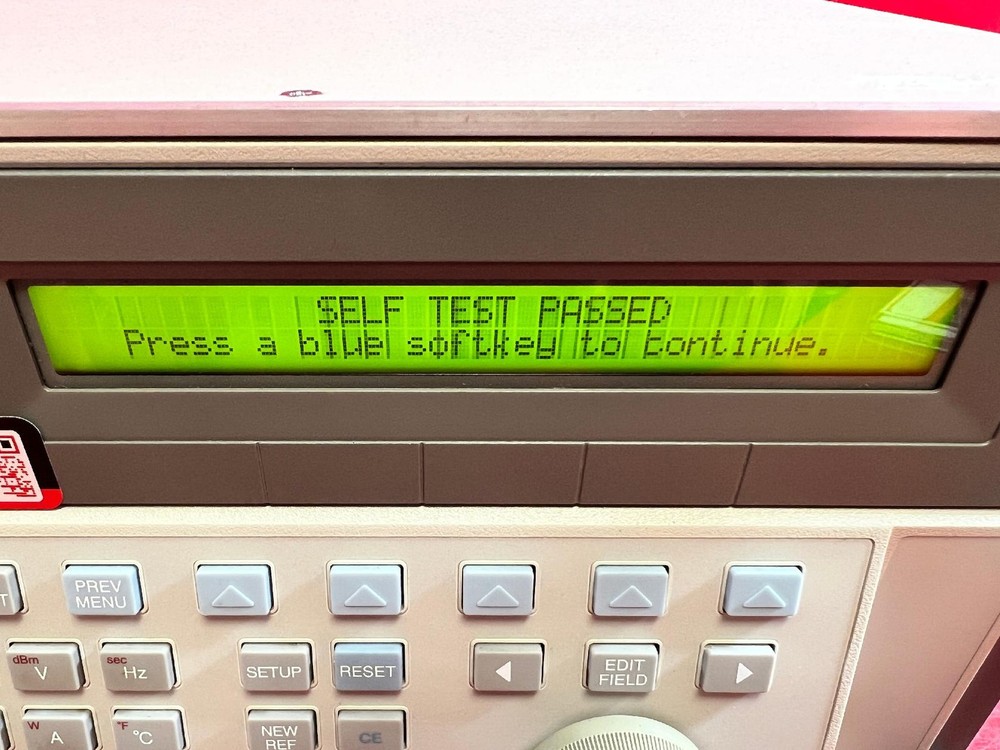 SELF TEST PASSED
Press a blue softkey to continue.
PREV
MENU
dBm
V
sec
Hz
SETUP
RESET
EDIT
FIELD
W
A
°F
°C
NEW
REF
CE